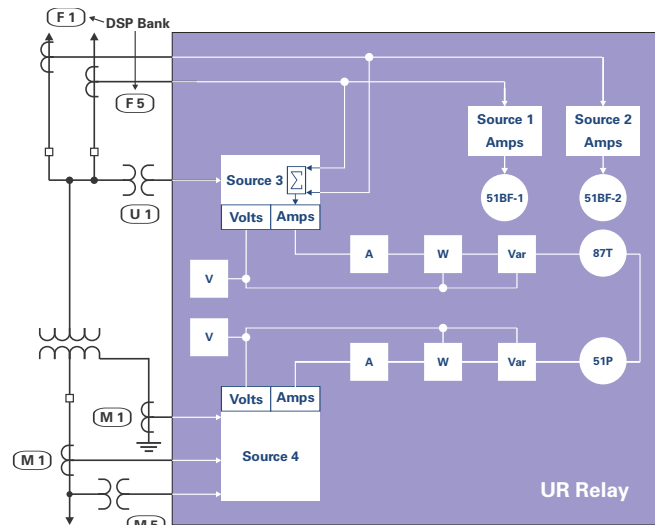 F 1
DSP Bank
F 5
Source 1
Amps
Source 2
Amps
Source 3
Σ
U 1
51BF-1
51BF-2
Volts
Amps
A
W
Var
87T
V
V
A
W
Var
51P
Volts
Amps
M 1
M 1
Source 4
UR Relay
M 5